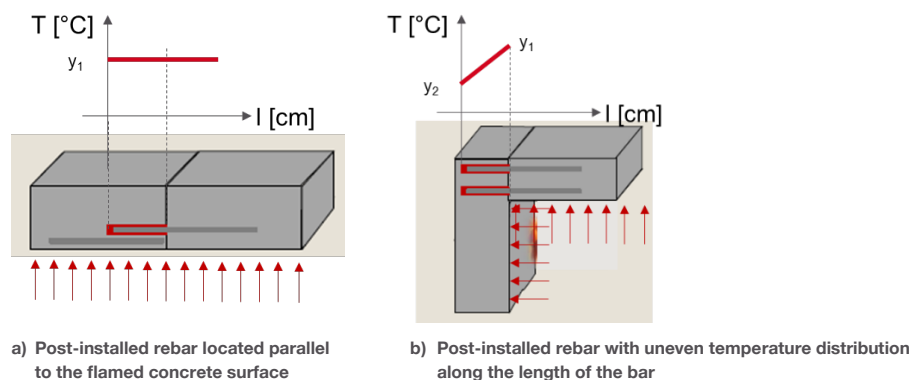 T [°C]
y₁
l [cm]
T [°C]
y₁
y₂
l [cm]
a) Post-installed rebar located parallel
to the flamed concrete surface
b) Post-installed rebar with uneven temperature distribution
along the length of the bar